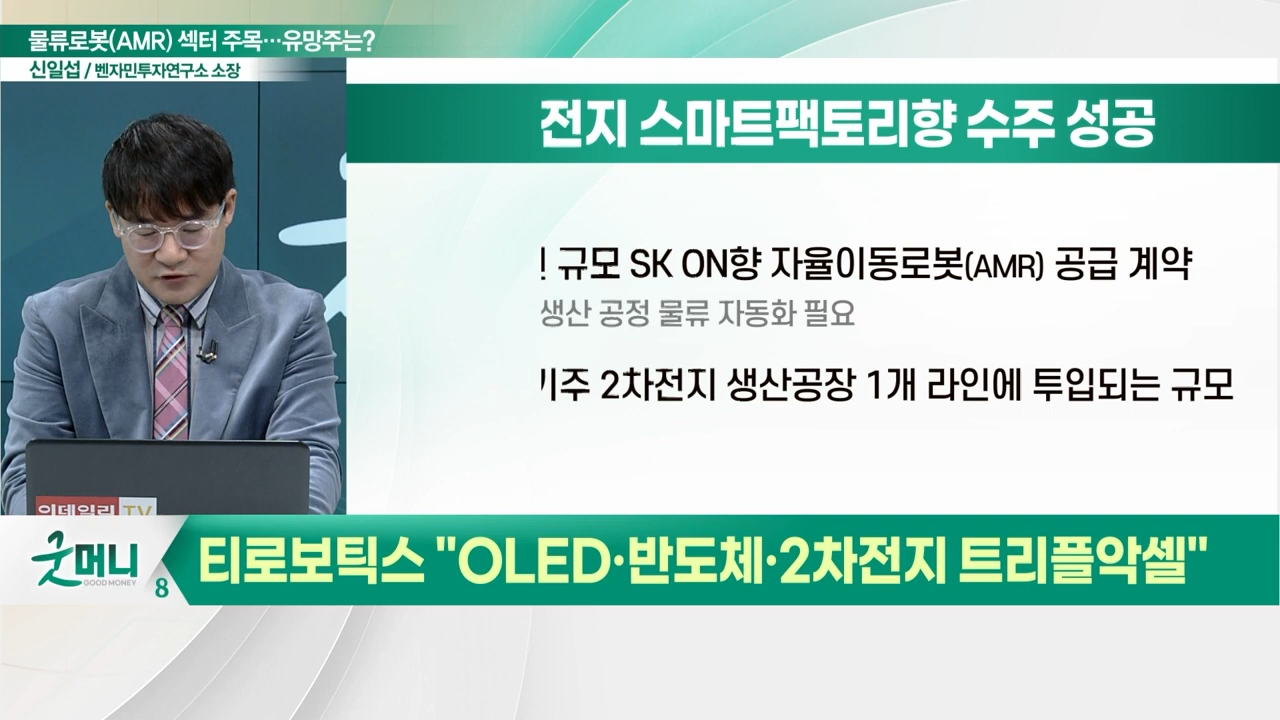 물류로봇(AMR) 섹터 주목…유망주는?
신일섭 / 벤자민투자연구소 소장
전지 스마트팩토리향 수주 성공
규모 SK ON향 자율이동로봇(AMR) 공급 계약
생산 공정 물류 자동화 필요
2차전지 생산공장 1개 라인에 투입되는 규모
이데일리 TV
굿머니
GOOD MONEY
8
티로보틱스 "OLED·반도체·2차전지 트리플악셀"